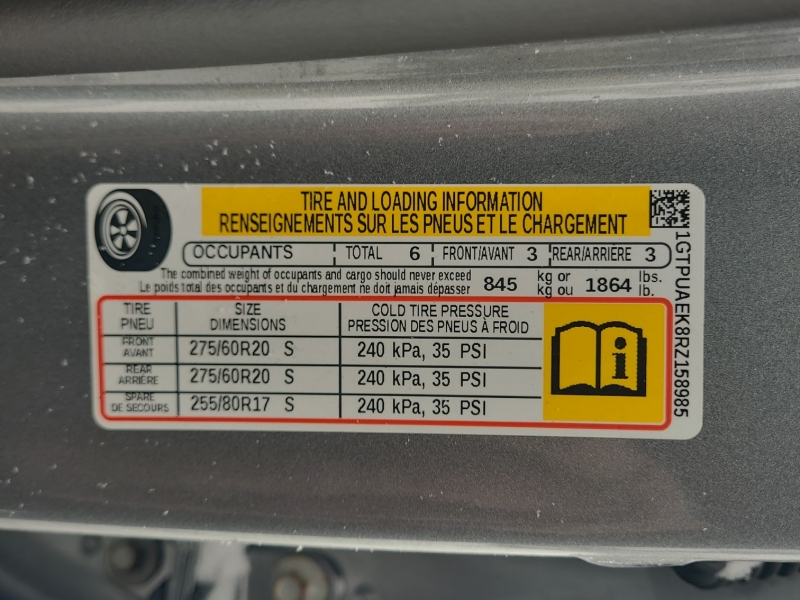 TIRE AND LOADING INFORMATION
RENSEIGNEMENTS SUR LES PNEUS ET LE CHARGEMENT
OCCUPANTS TOTAL 6 FRONT/AVANT 3 REAR/ARRIÈRE 3
The combined weight of occupants and cargo should never exceed 845 kg or 1864 lbs.
Le poids total des occupants et du chargement ne doit jamais dépasser kg ou lb.
TIRE SIZE COLD TIRE PRESSURE
PNEU DIMENSIONS PRESSION DES PNEUS À FROID
FRONT
AVANT 275/60R20 S 240 kPa, 35 PSI
REAR
ARRIÈRE 275/60R20 S 240 kPa, 35 PSI
SPARE
DE SECOURS 255/80R17 S 240 kPa, 35 PSI
i
1GTPUAEK8RZ158985